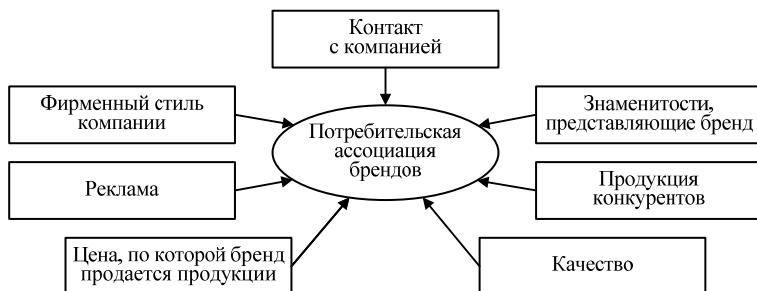 Контакт
с компанией
Фирменный стиль
компании
Знаменитости,
представляющие бренд
Потребительская
ассоциация
брендов
Реклама
Продукция
конкурентов
Цена, по которой бренд
продается продукции
Качество